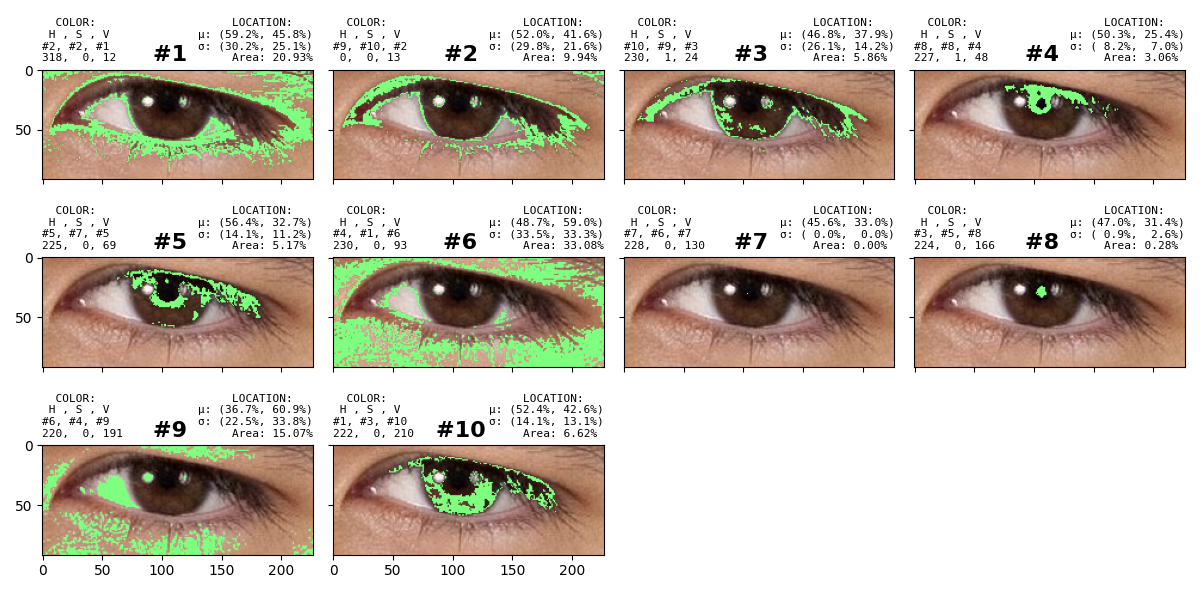 COLOR: LOCATION:
H , S , V μ: (59.2%, 45.8%)
#2, #2, #1 #1 σ: (30.2%, 25.1%)
318, 0, 12 Area: 20.93%
COLOR: LOCATION:
H , S , V μ: (52.0%, 41.6%)
#9, #10, #2 #2 σ: (29.8%, 21.6%)
0, 0, 13 Area: 9.94%
COLOR: LOCATION:
H , S , V μ: (46.8%, 37.9%)
#10, #9, #3 #3 σ: (26.1%, 14.2%)
230, 1, 24 Area: 5.86%
COLOR: LOCATION:
H , S , V μ: (50.3%, 25.4%)
#8, #8, #4 #4 σ: ( 8.2%, 7.0%)
227, 1, 48 Area: 3.06%
0
50
COLOR: LOCATION:
H , S , V μ: (56.4%, 32.7%)
#5, #7, #5 #5 σ: (14.1%, 11.2%)
225, 0, 69 Area: 5.17%
COLOR: LOCATION:
H , S , V μ: (48.7%, 59.0%)
#4, #1, #6 #6 σ: (33.5%, 33.3%)
230, 0, 93 Area: 33.08%
COLOR: LOCATION:
H , S , V μ: (45.6%, 33.0%)
#7, #6, #7 #7 σ: ( 0.0%, 0.0%)
228, 0, 130 Area: 0.00%
COLOR: LOCATION:
H , S , V μ: (47.0%, 31.4%)
#3, #5, #8 #8 σ: ( 0.9%, 2.6%)
224, 0, 166 Area: 0.28%
0
50
COLOR: LOCATION:
H , S , V μ: (36.7%, 60.9%)
#6, #4, #9 #9 σ: (22.5%, 33.8%)
220, 0, 191 Area: 15.07%
COLOR: LOCATION:
H , S , V μ: (52.4%, 42.6%)
#1, #3, #10 #10 σ: (14.1%, 13.1%)
222, 0, 210 Area: 6.62%
0
50
0 50 100 150 200
0 50 100 150 200